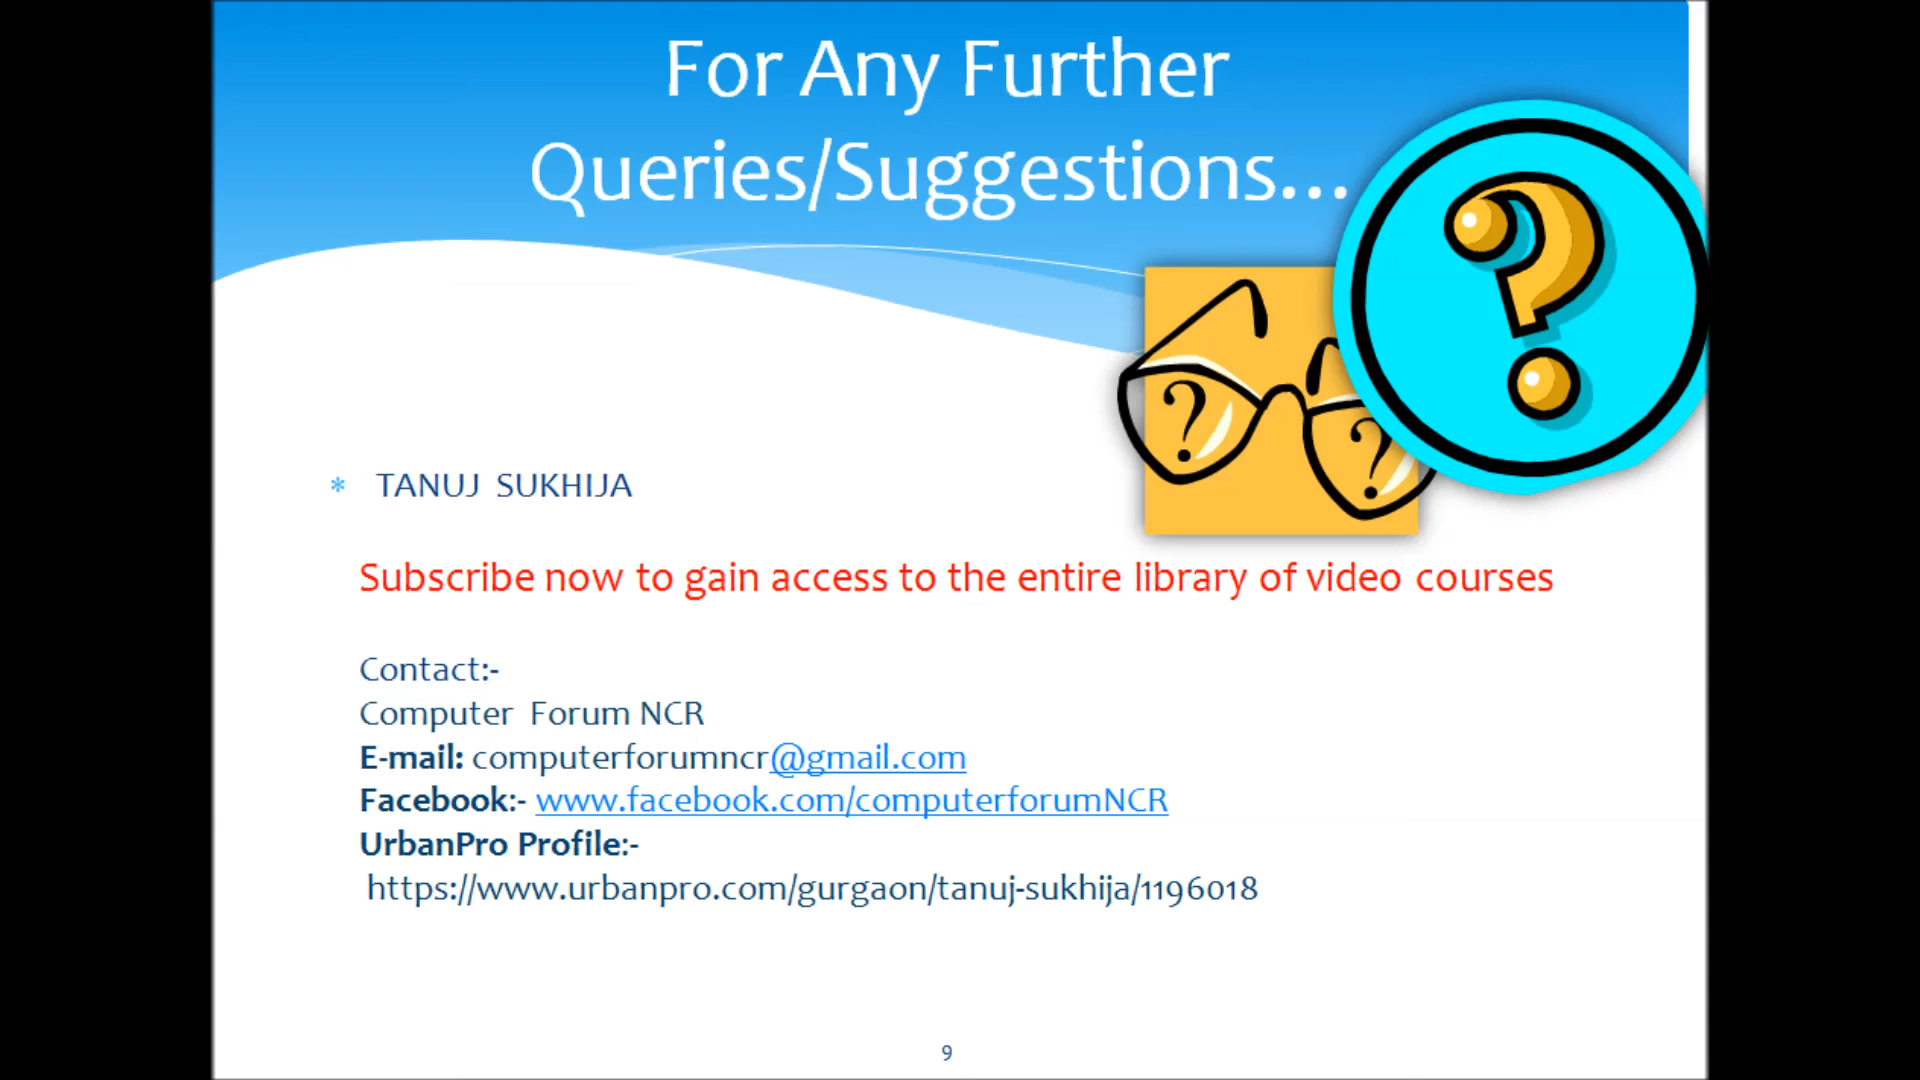 For Any Further
Queries/Suggestions...
? ?
?
* TANUJ SUKHIJA
Subscribe now to gain access to the entire library of video courses
Contact:-
Computer Forum NCR
E-mail: computerforumncr@gmail.com
Facebook:- www.facebook.com/computerforumNCR
UrbanPro Profile:-
https://www.urbanpro.com/gurgaon/tanuj-sukhija/1196018
9